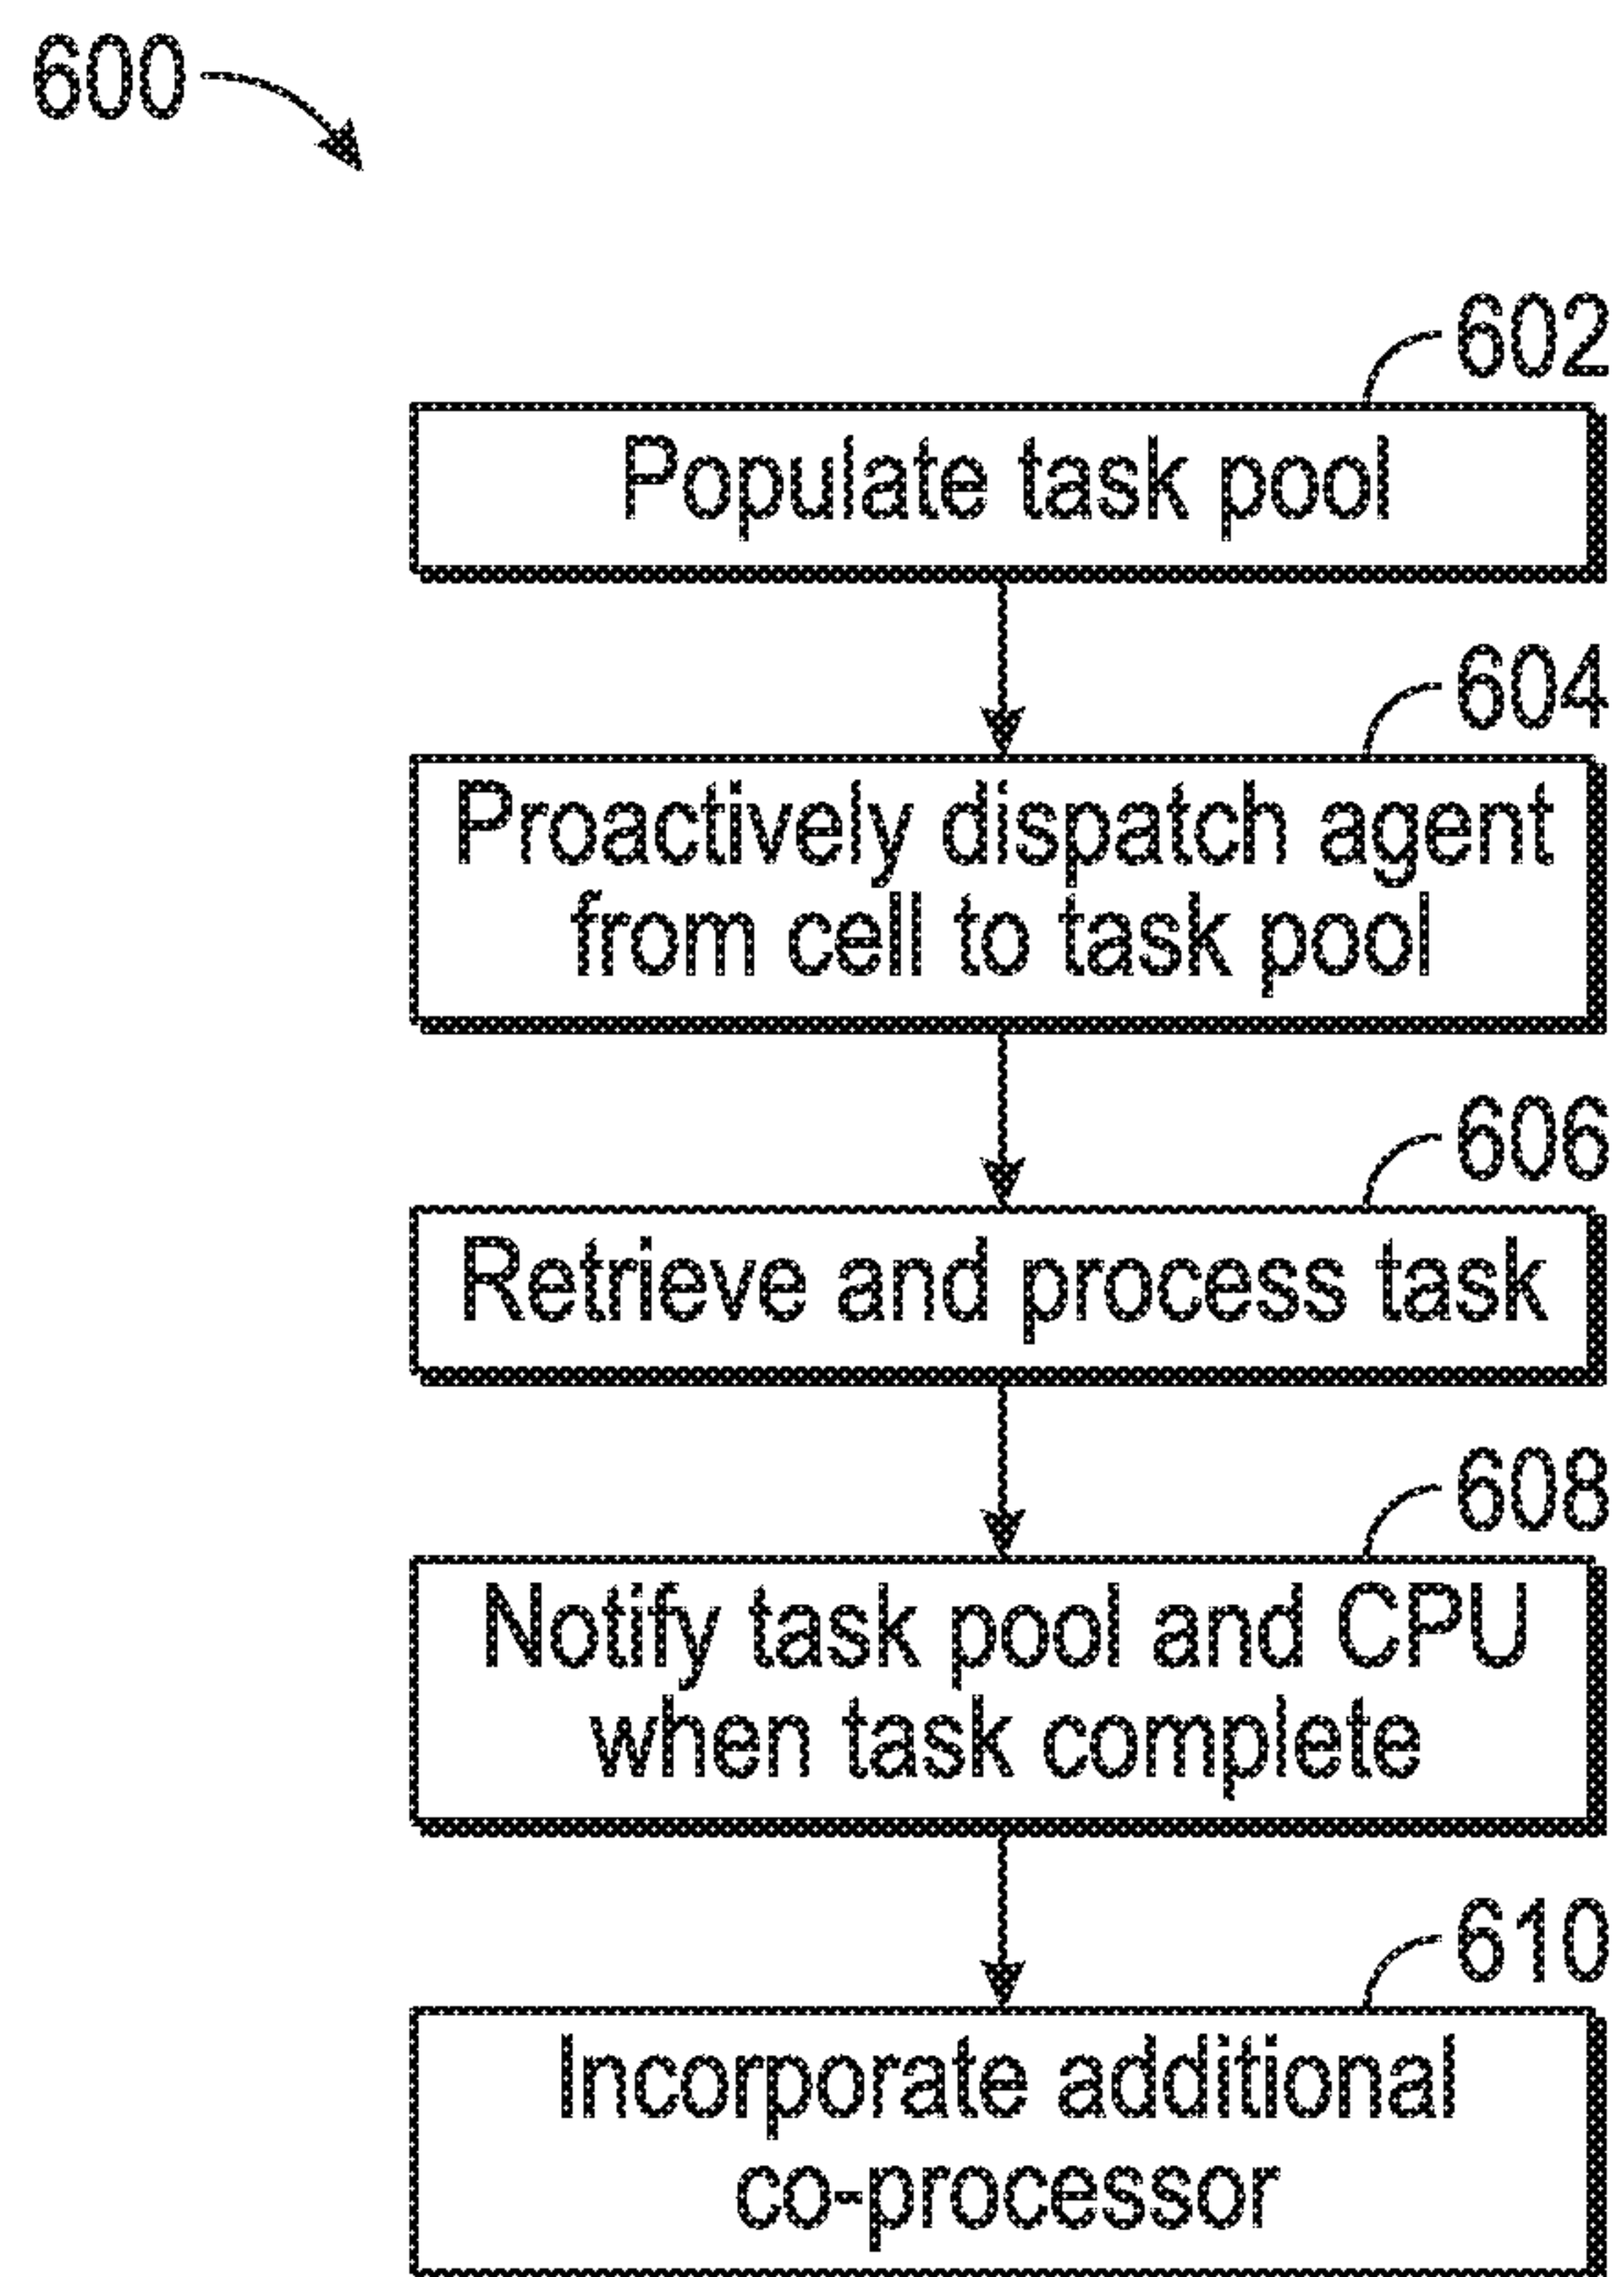 600
602
Populate task pool
604
Proactively dispatch agent
from cell to task pool
606
Retrieve and process task
608
Notify task pool and CPU
when task complete
610
Incorporate additional
co-processor